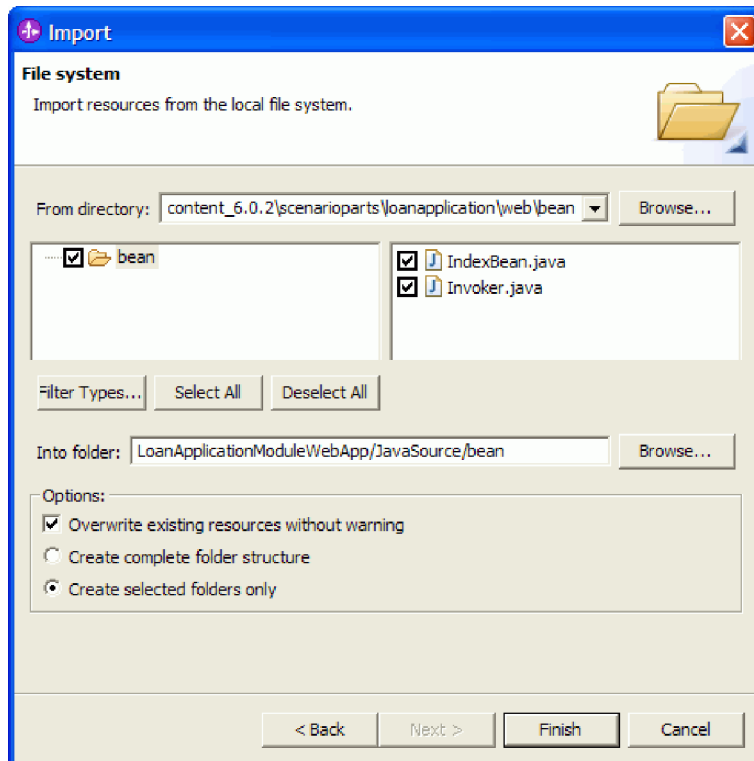 Import
File system
Import resources from the local file system.
From directory: content_6.0.2\scenarioparts\loanapplication\web\bean Browse...
bean
IndexBean.java
Invoker.java
Filter Types... Select All Deselect All
Into folder: LoanApplicationModuleWebApp/JavaSource/bean Browse...
Options:
Overwrite existing resources without warning
Create complete folder structure
Create selected folders only
< Back Next > Finish Cancel